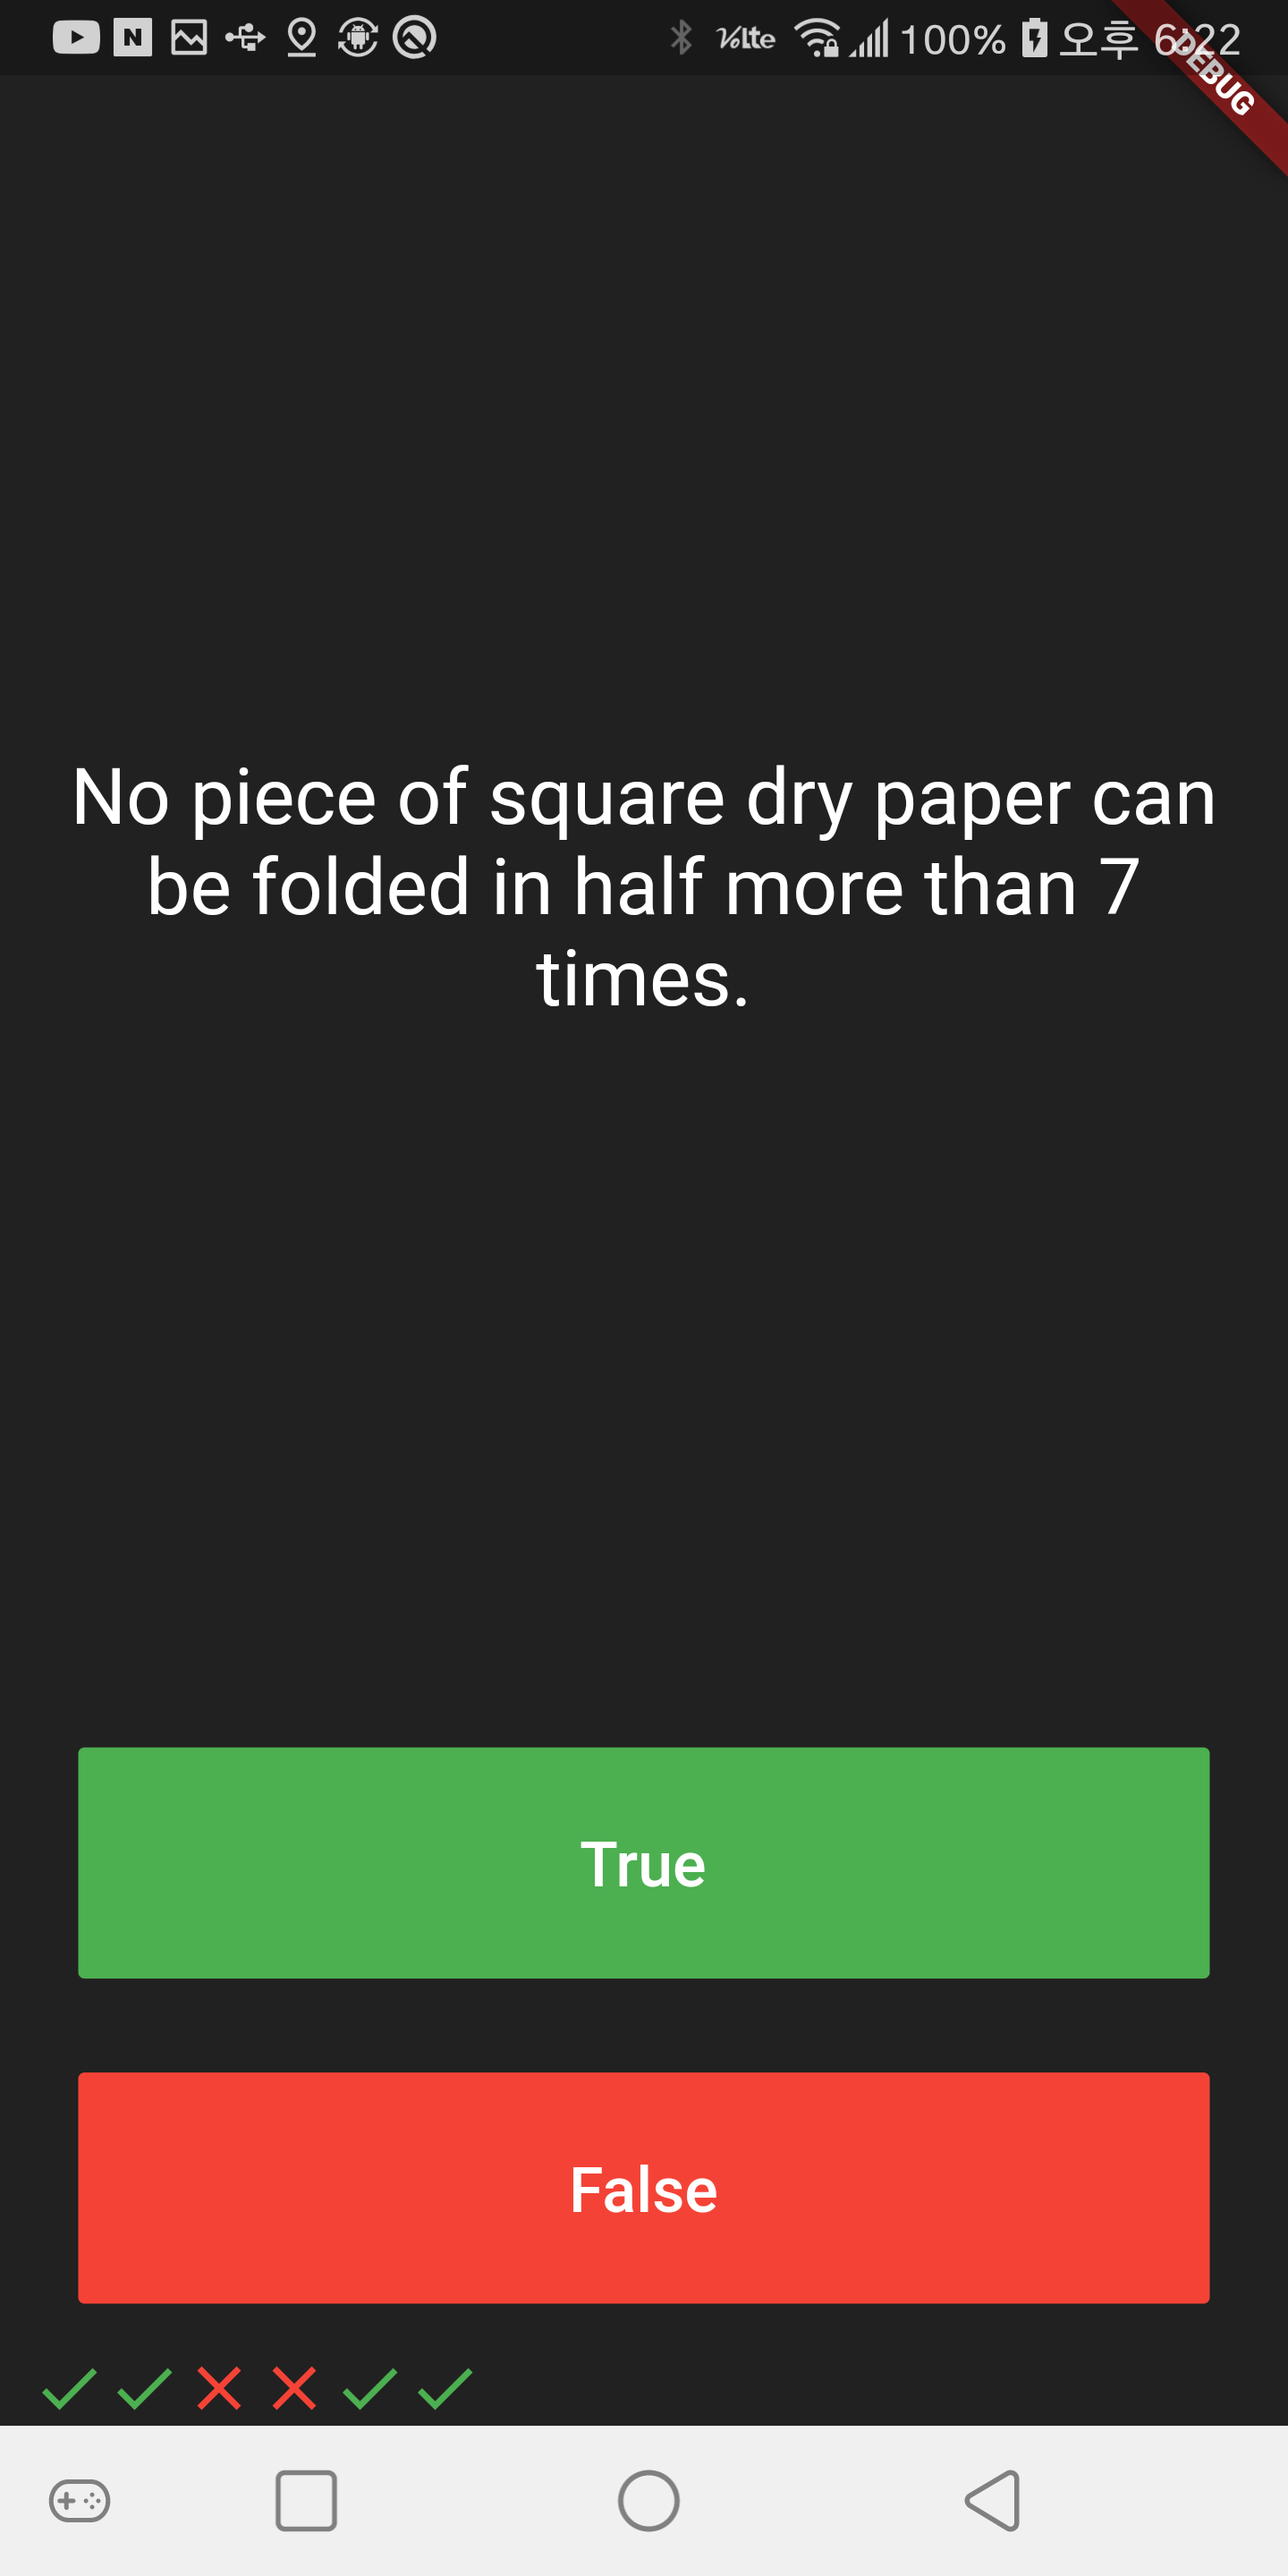 N VoLte 100% 오후 6:22
DEBUG
No piece of square dry paper can
be folded in half more than 7
times.
True
False